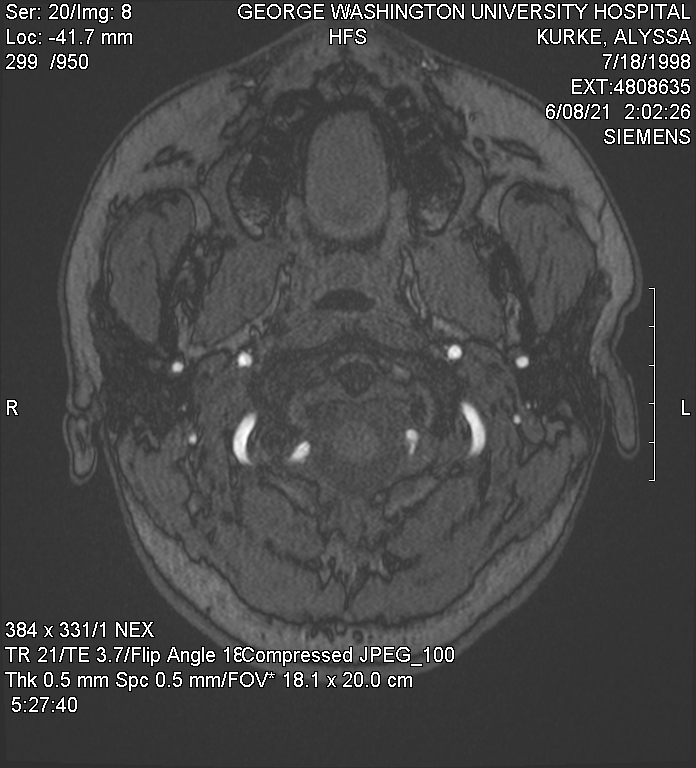 Ser: 20/Img: 8
Loc: -41.7 mm
299 /950
GEORGE WASHINGTON UNIVERSITY HOSPITAL
HFS
KURKE, ALYSSA
7/18/1998
EXT:4808635
6/08/21 2:02:26
SIEMENS
R
L
384 x 331/1 NEX
TR 21/TE 3.7/Flip Angle 18Compressed JPEG_100
Thk 0.5 mm Spc 0.5 mm/FOV* 18.1 x 20.0 cm
5:27:40